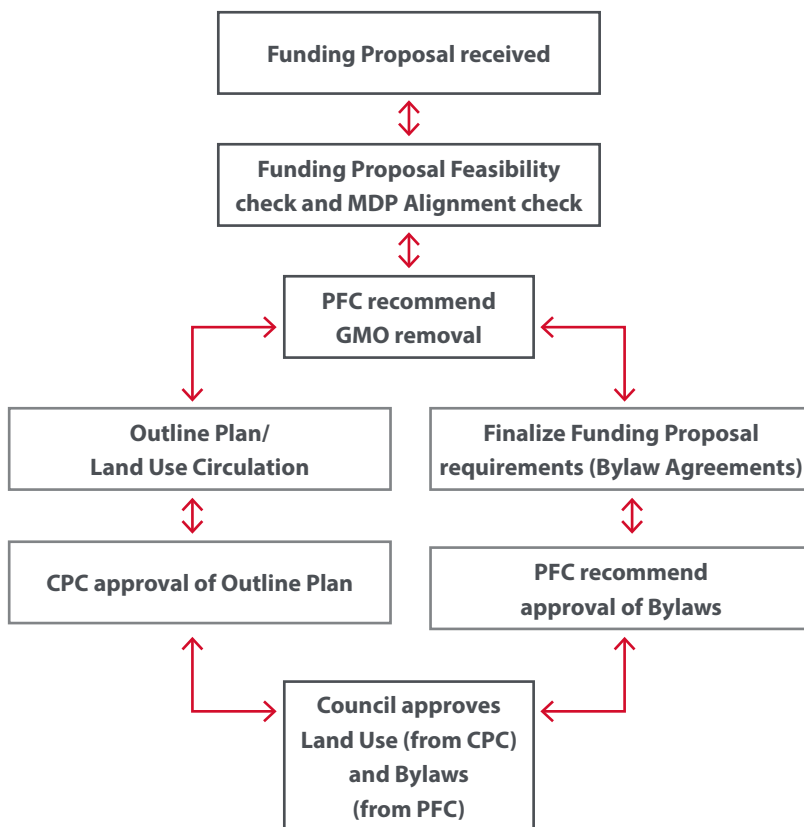 Funding Proposal received
Funding Proposal Feasibility
check and MDP Alignment check
PFC recommend
GMO removal
Outline Plan/
Land Use Circulation
Finalize Funding Proposal
requirements (Bylaw Agreements)
CPC approval of Outline Plan
PFC recommend
approval of Bylaws
Council approves
Land Use (from CPC)
and Bylaws
(from PFC)